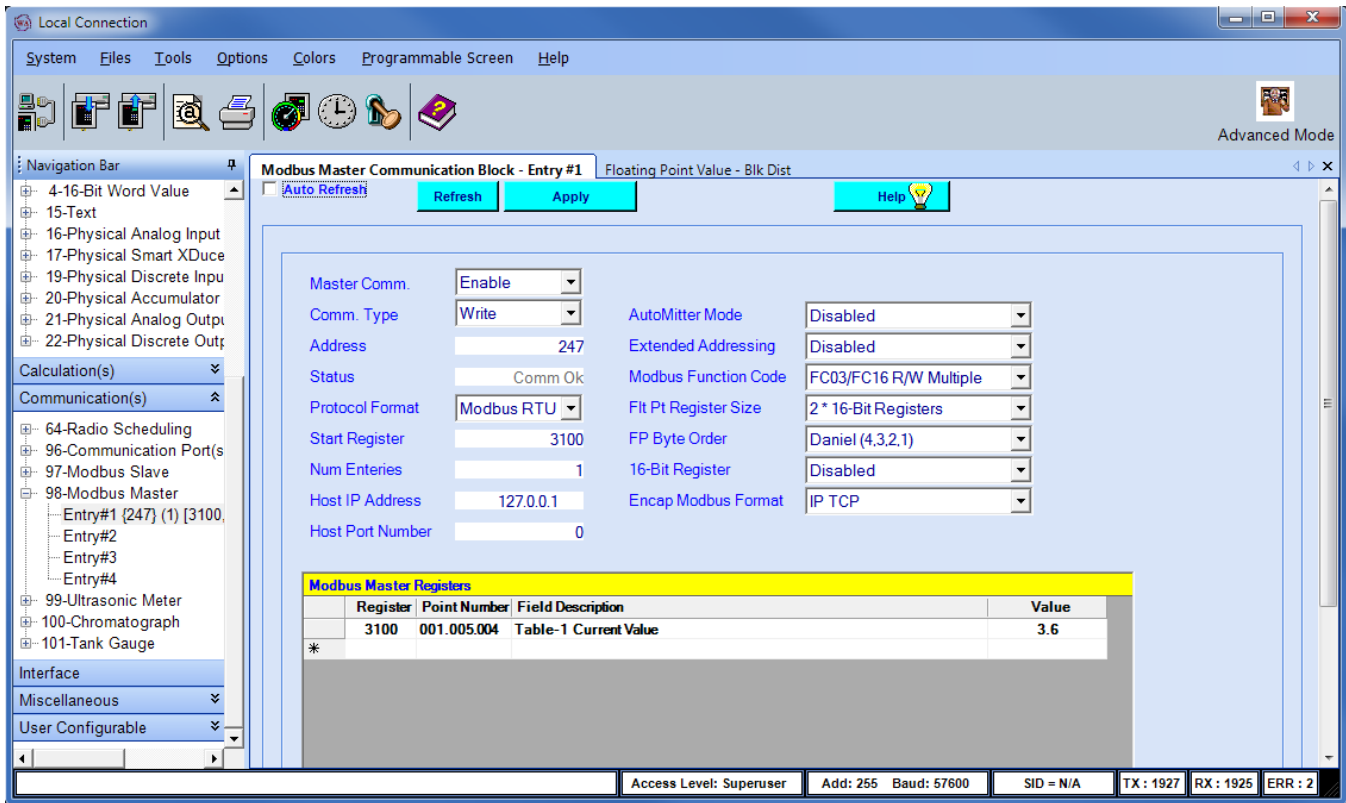 Local Connection
System Files Tools Options Colors Programmable Screen Help
Advanced Mode
Navigation Bar
4-16-Bit Word Value
15-Text
16-Physical Analog Input
17-Physical Smart XDuce
19-Physical Discrete Inpu
20-Physical Accumulator
21-Physical Analog Outpu
22-Physical Discrete Outp
Calculation(s)
Communication(s)
64-Radio Scheduling
96-Communication Port(s
97-Modbus Slave
98-Modbus Master
Entry#1 {247} (1) [3100,
Entry#2
Entry#3
Entry#4
99-Ultrasonic Meter
100-Chromatograph
101-Tank Gauge
Interface
Miscellaneous
User Configurable
Modbus Master Communication Block - Entry #1 Floating Point Value - Blk Dist
Auto Refresh Refresh Apply Help
Master Comm. Enable
Comm. Type Write AutoMitter Mode Disabled
Address 247 Extended Addressing Disabled
Status Comm Ok Modbus Function Code FC03/FC16 R/W Multiple
Protocol Format Modbus RTU Flt Pt Register Size 2 * 16-Bit Registers
Start Register 3100 FP Byte Order Daniel (4,3,2,1)
Num Enteries 1 16-Bit Register Disabled
Host IP Address 127.0.0.1 Encap Modbus Format IP TCP
Host Port Number 0
Modbus Master Registers
Register Point Number Field Description Value
3100 001.005.004 Table-1 Current Value 3.6
*
Access Level: Superuser Add: 255 Baud: 57600 SID = N/A TX : 1927 RX : 1925 ERR : 2